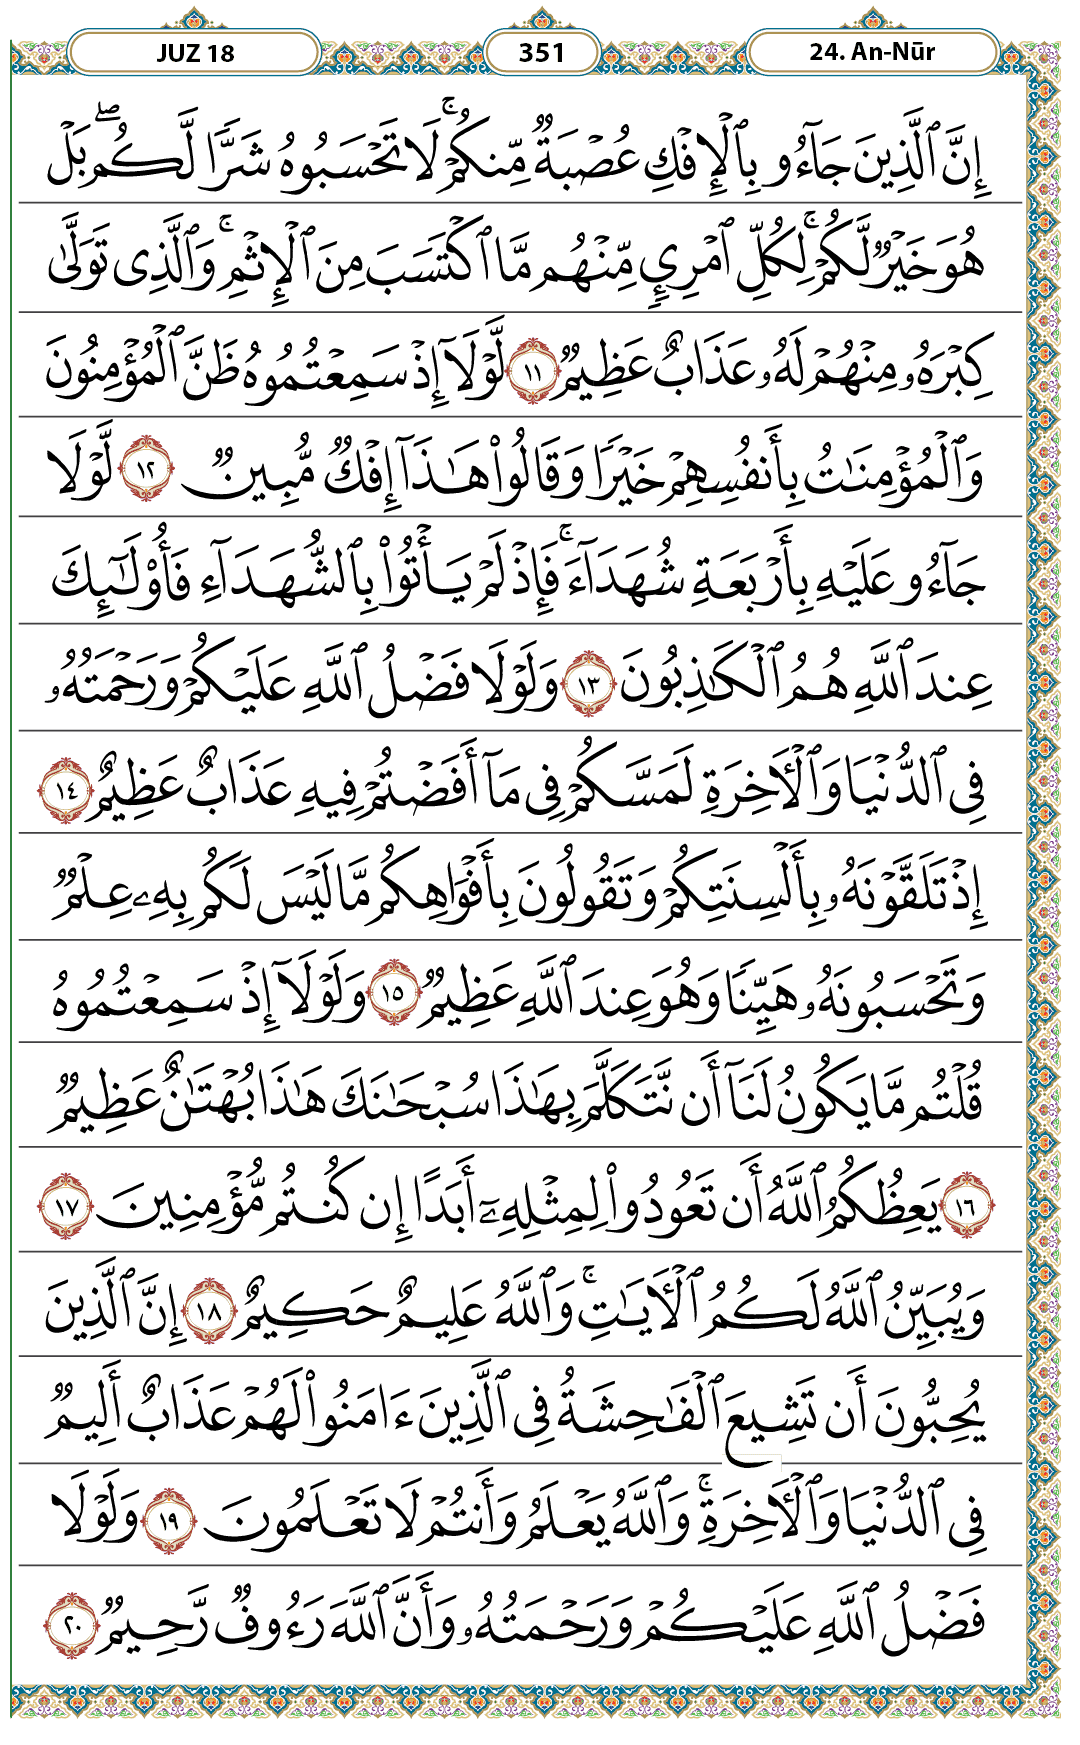 JUZ 18
351
24. An-Nūr
إِنَّ ٱلَّذِينَ جَآءُو بِٱلْإِفْكِ عُصْبَةٌ مِّنكُمْ ۚ لَا تَحْسَبُوهُ شَرًّا لَّكُم ۖ بَلْ
هُوَ خَيْرٌ لَّكُمْ ۚ لِكُلِّ ٱمْرِئٍ مِّنْهُم مَّا ٱكْتَسَبَ مِنَ ٱلْإِثْمِ ۚ وَٱلَّذِى تَوَلَّىٰ
كِبْرَهُۥ مِنْهُمْ لَهُۥ عَذَابٌ عَظِيمٌ ١١ لَّوْلَآ إِذْ سَمِعْتُمُوهُ ظَنَّ ٱلْمُؤْمِنُونَ
وَٱلْمُؤْمِنَـٰتُ بِأَنفُسِهِمْ خَيْرًا وَقَالُوا۟ هَـٰذَآ إِفْكٌ مُّبِينٌ ١٢ لَّوْلَا
جَآءُو عَلَيْهِ بِأَرْبَعَةِ شُهَدَآءَ ۚ فَإِذْ لَمْ يَأْتُوا۟ بِٱلشُّهَدَآءِ فَأُو۟لَـٰٓئِكَ
عِندَ ٱللَّهِ هُمُ ٱلْكَـٰذِبُونَ ١٣ وَلَوْلَا فَضْلُ ٱللَّهِ عَلَيْكُمْ وَرَحْمَتُهُۥ
فِى ٱلدُّنْيَا وَٱلْـَٔاخِرَةِ لَمَسَّكُمْ فِى مَآ أَفَضْتُمْ فِيهِ عَذَابٌ عَظِيمٌ ١٤
إِذْ تَلَقَّوْنَهُۥ بِأَلْسِنَتِكُمْ وَتَقُولُونَ بِأَفْوَاهِكُم مَّا لَيْسَ لَكُم بِهِۦ عِلْمٌ
وَتَحْسَبُونَهُۥ هَيِّنًا وَهُوَ عِندَ ٱللَّهِ عَظِيمٌ ١٥ وَلَوْلَآ إِذْ سَمِعْتُمُوهُ
قُلْتُم مَّا يَكُونُ لَنَآ أَن نَّتَكَلَّمَ بِهَـٰذَا سُبْحَـٰنَكَ هَـٰذَا بُهْتَـٰنٌ عَظِيمٌ
١٦ يَعِظُكُمُ ٱللَّهُ أَن تَعُودُوا۟ لِمِثْلِهِۦٓ أَبَدًا إِن كُنتُم مُّؤْمِنِينَ ١٧
وَيُبَيِّنُ ٱللَّهُ لَكُمُ ٱلْـَٔايَـٰتِ ۚ وَٱللَّهُ عَلِيمٌ حَكِيمٌ ١٨ إِنَّ ٱلَّذِينَ
يُحِبُّونَ أَن تَشِيعَ ٱلْفَـٰحِشَةُ فِى ٱلَّذِينَ ءَامَنُوا۟ لَهُمْ عَذَابٌ أَلِيمٌ
فِى ٱلدُّنْيَا وَٱلْـَٔاخِرَةِ ۚ وَٱللَّهُ يَعْلَمُ وَأَنتُمْ لَا تَعْلَمُونَ ١٩ وَلَوْلَا
فَضْلُ ٱللَّهِ عَلَيْكُمْ وَرَحْمَتُهُۥ وَأَنَّ ٱللَّهَ رَءُوفٌ رَّحِيمٌ ٢٠